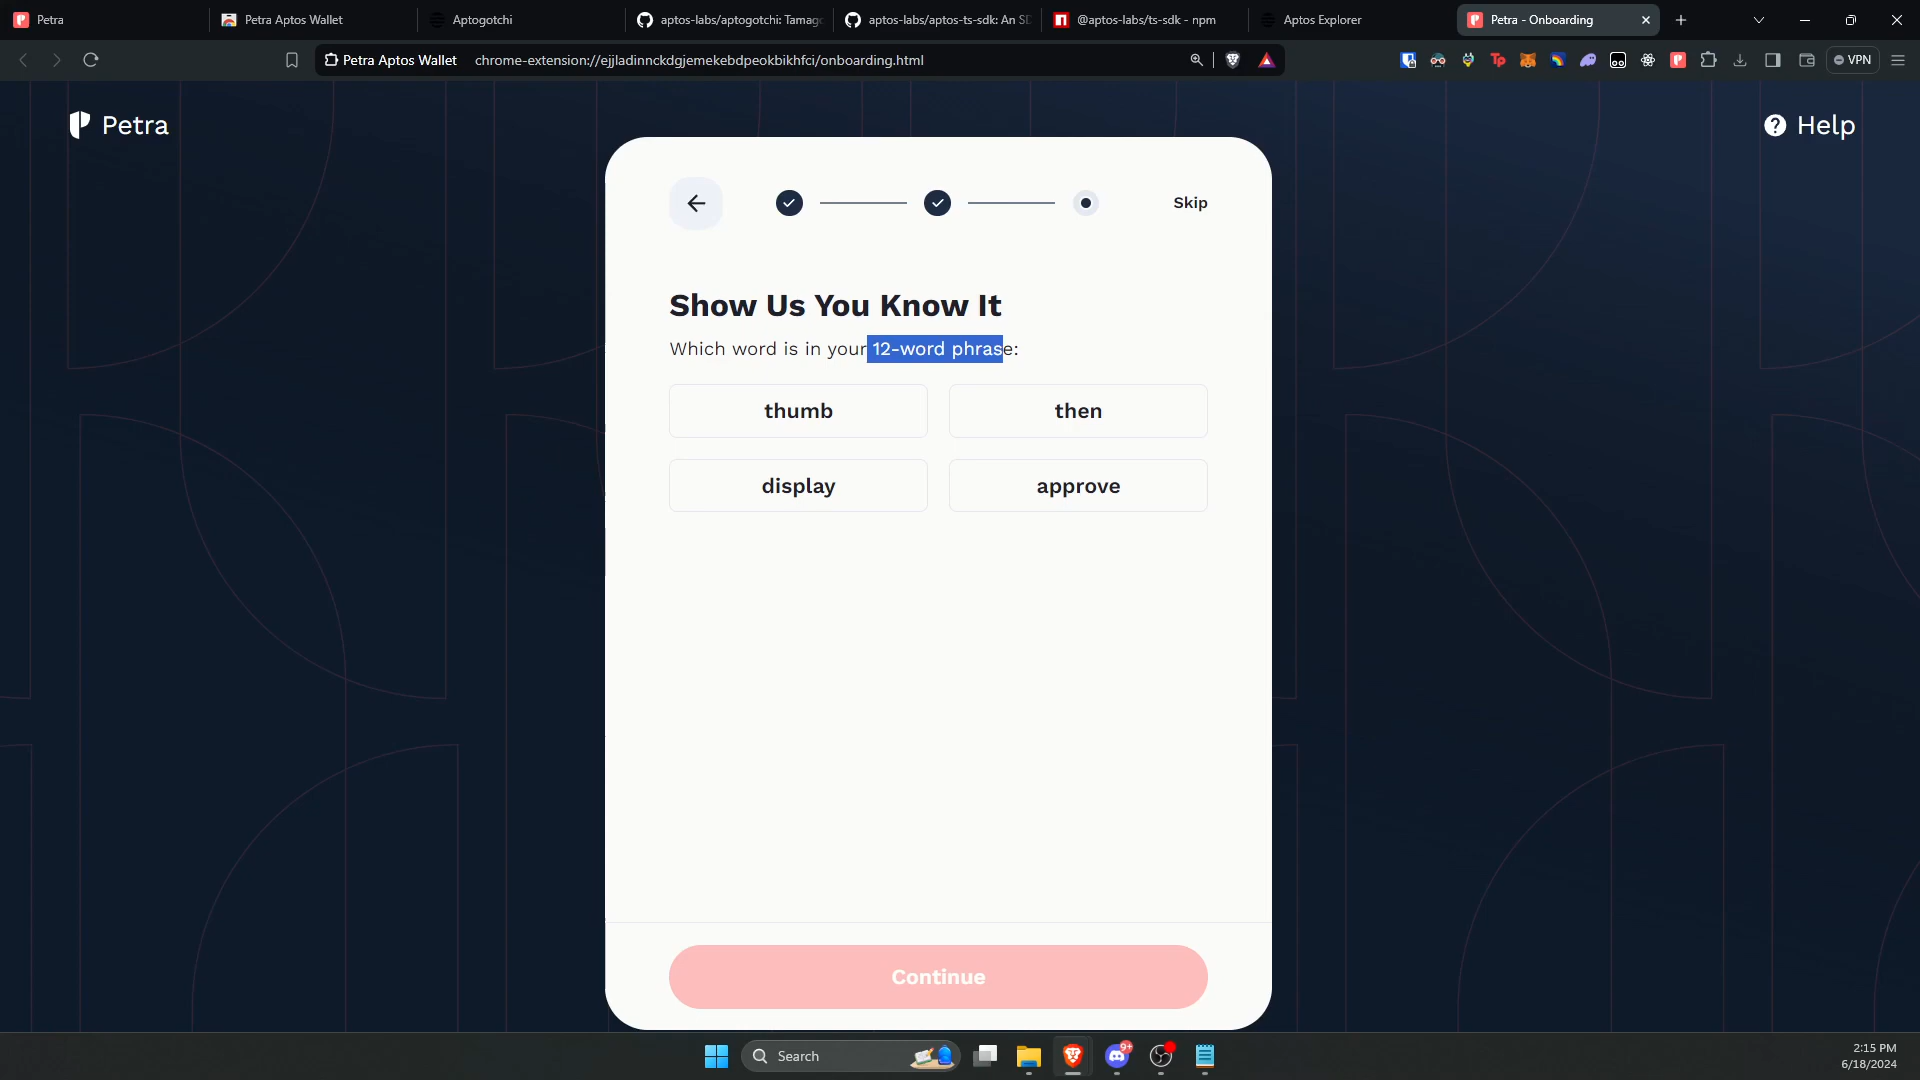 Petra
Petra Aptos Wallet
Aptogotchi
aptos-labs/aptogotchi: Tamago
aptos-labs/aptos-ts-sdk: An SD
@aptos-labs/ts-sdk - npm
Aptos Explorer
Petra - Onboarding
Petra Aptos Wallet
chrome-extension://ejjladinnckdgjemekebdpeokbikhfci/onboarding.html
Tp
VPN
Petra
Help
Skip
Show Us You Know It
Which word is in your 12-word phrase:
thumb
then
display
approve
Continue
Search
9+
2:15 PM
6/18/2024